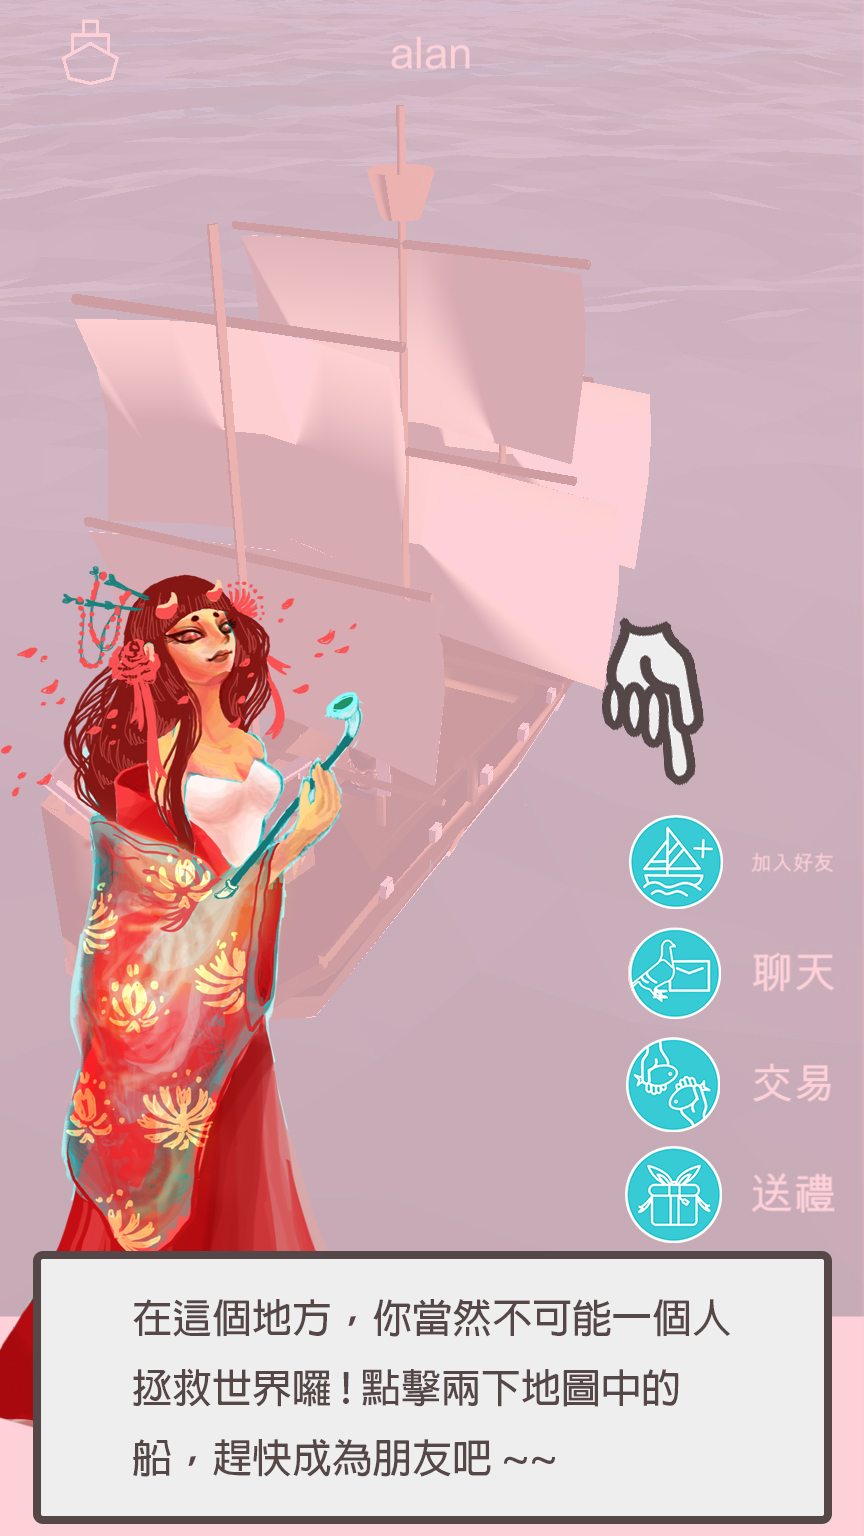 alan
加入好友
聊天
交易
送禮
在這個地方，你當然不可能一個人
拯救世界囉！點擊兩下地圖中的
船，趕快成為朋友吧 ~~